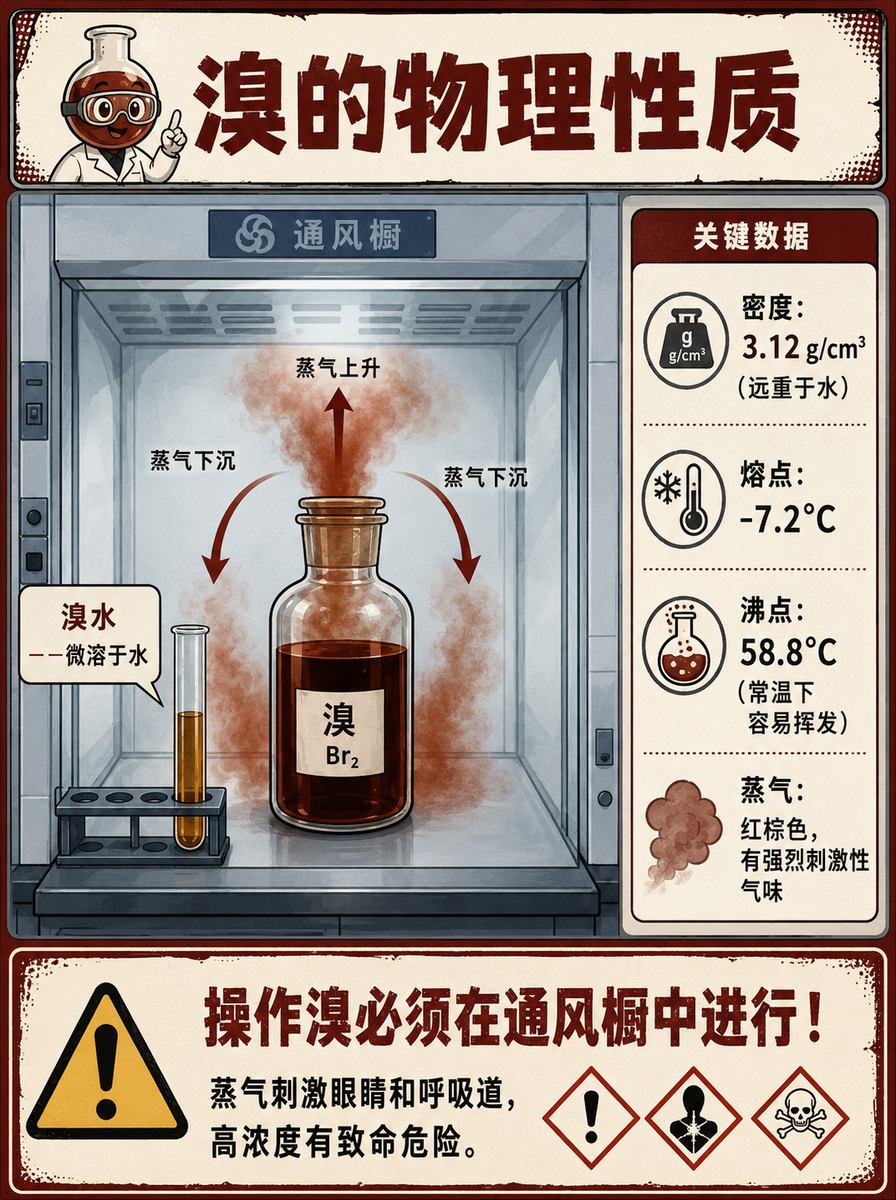 溴的物理性质
通风橱
蒸气上升
蒸气下沉
蒸气下沉
溴水
——微溶于水
溴
Br₂
关键数据
g
g/cm³
密度：
3.12 g/cm³
（远重于水）
熔点：
-7.2°C
沸点：
58.8°C
（常温下
容易挥发）
蒸气：
红棕色，
有强烈刺激性
气味
操作溴必须在通风橱中进行！
蒸气刺激眼睛和呼吸道，
高浓度有致命危险。